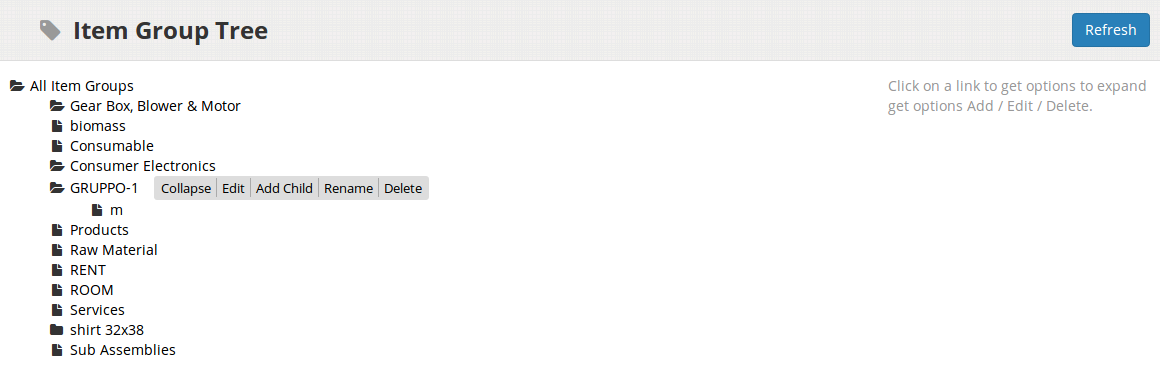 Item Group Tree
Refresh
All Item Groups
Click on a link to get options to expand
get options Add / Edit / Delete.
Gear Box, Blower & Motor
biomass
Consumable
Consumer Electronics
GRUPPO-1 Collapse Edit Add Child Rename Delete
m
Products
Raw Material
RENT
ROOM
Services
shirt 32x38
Sub Assemblies